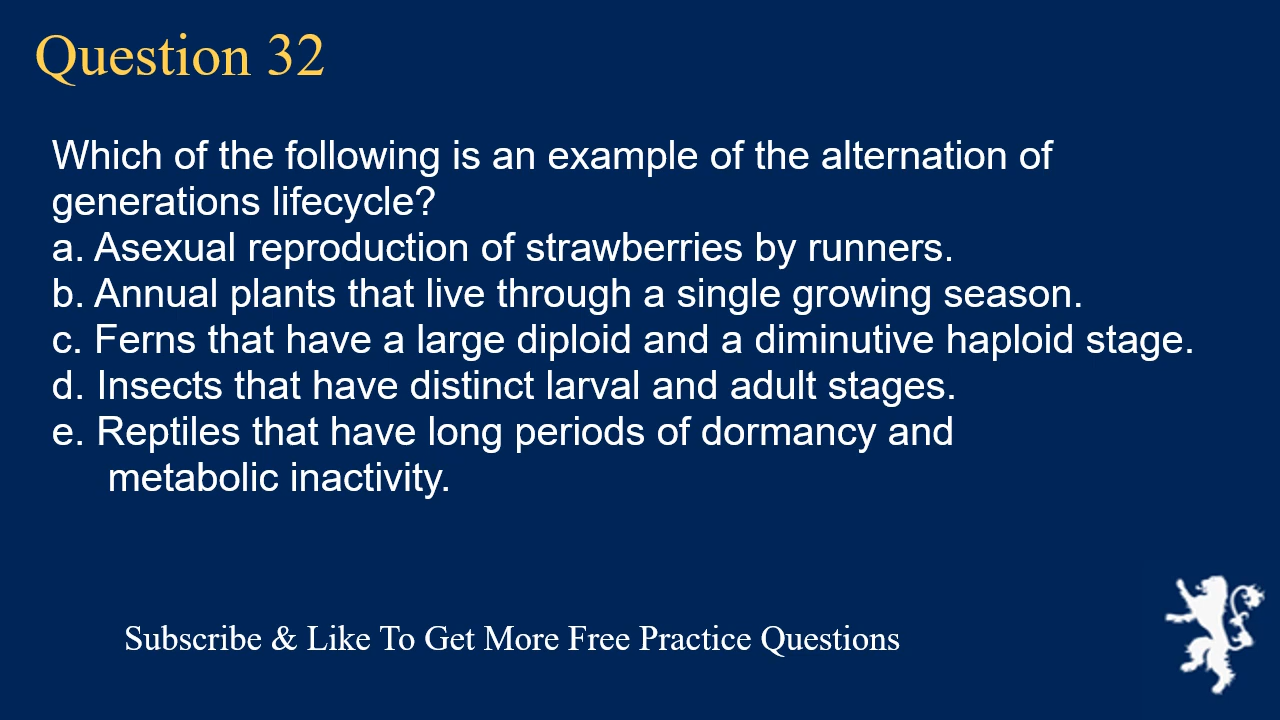 Question 32
Which of the following is an example of the alternation of
generations lifecycle?
a. Asexual reproduction of strawberries by runners.
b. Annual plants that live through a single growing season.
c. Ferns that have a large diploid and a diminutive haploid stage.
d. Insects that have distinct larval and adult stages.
e. Reptiles that have long periods of dormancy and
metabolic inactivity.
Subscribe & Like To Get More Free Practice Questions